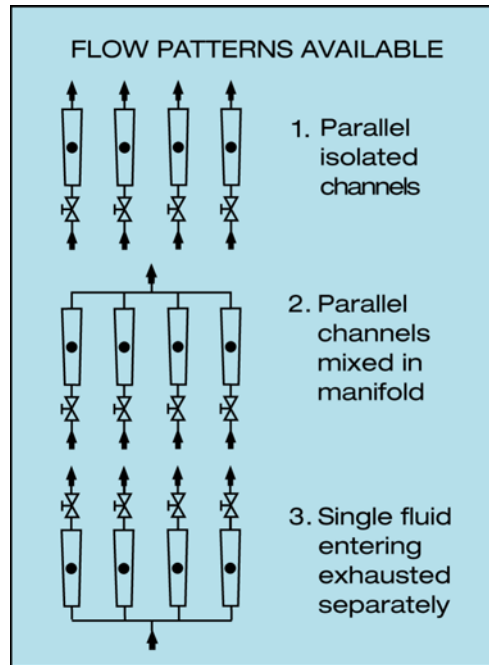 FLOW PATTERNS AVAILABLE
1. Parallel
isolated
channels
2. Parallel
channels
mixed in
manifold
3. Single fluid
entering
exhausted
separately